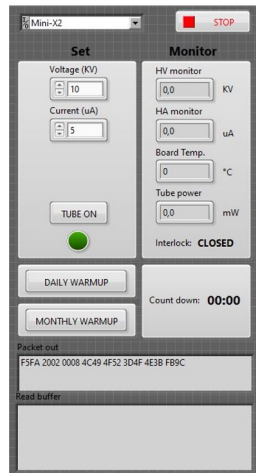 Mini-X2
STOP
Set
Monitor
Voltage (KV)
10
Current (uA)
5
TUBE ON
HV monitor
0,0 KV
HA monitor
0,0 uA
Board Temp.
0 °C
Tube power
0,0 mW
Interlock: CLOSED
DAILY WARMUP
MONTHLY WARMUP
Count down: 00:00
Packet out
F5FA 2002 0008 4C49 4F52 3D4F 4E3B FB9C
Read buffer